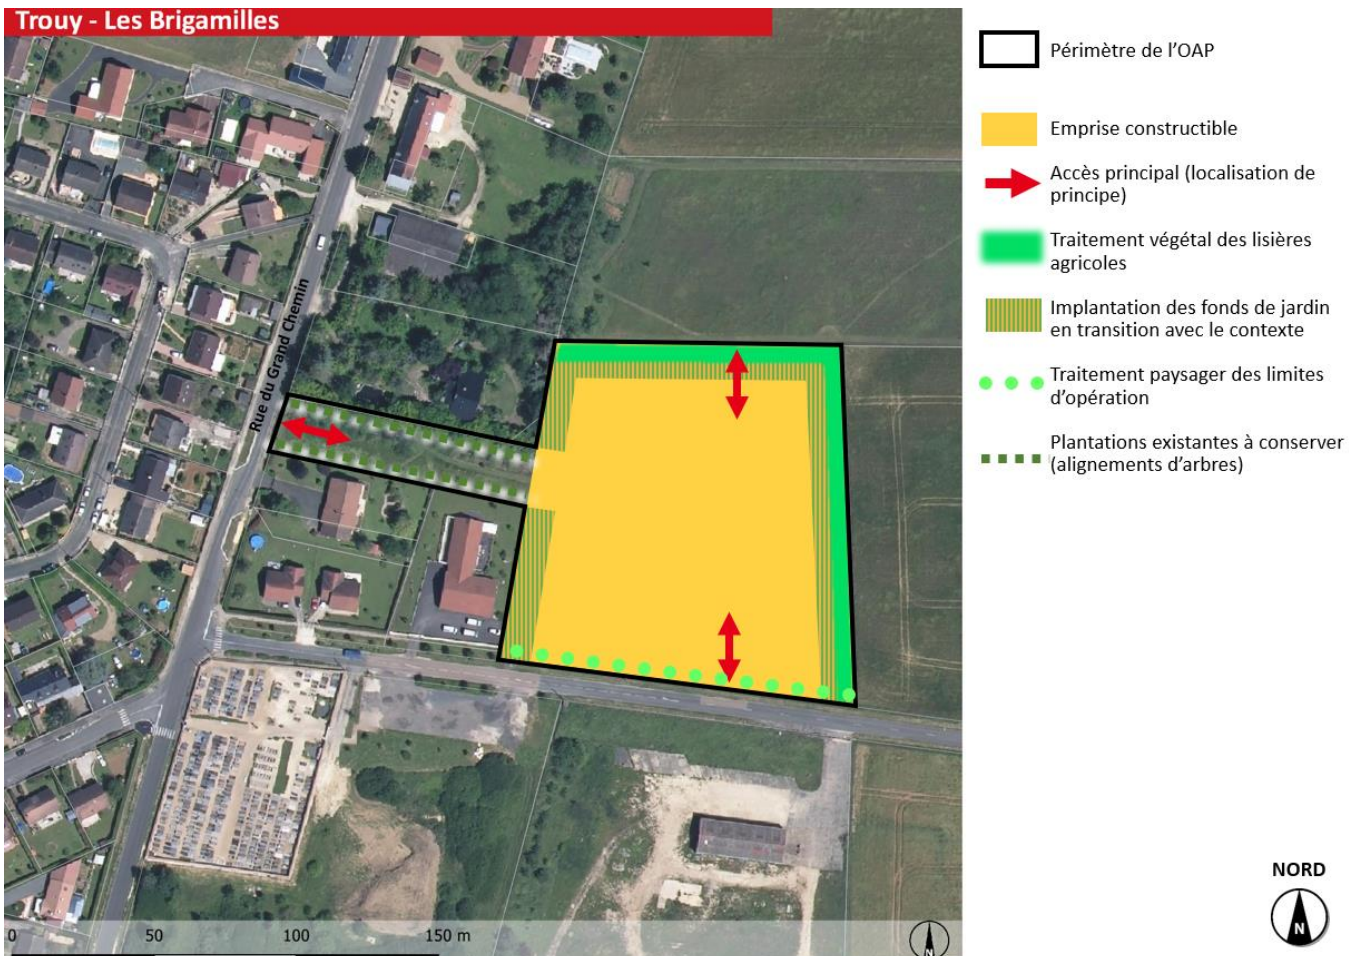 Trouy - Les Brigamilles
Périmètre de l’OAP
Emprise constructible
Accès principal (localisation de
principe)
Traitement végétal des lisières
agricoles
Implantation des fonds de jardin
en transition avec le contexte
Traitement paysager des limites
d’opération
Plantations existantes à conserver
(alignements d’arbres)
Rue du Grand Chemin
NORD
N
0 50 100 150 m
N